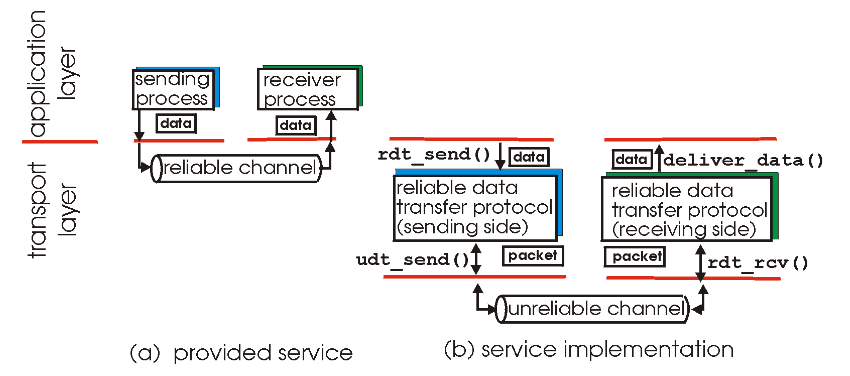 application
layer
transport
layer
sending
process
data
receiver
process
data
reliable channel
rdt_send()
data
reliable data
transfer protocol
(sending side)
udt_send()
packet
data
deliver_data()
reliable data
transfer protocol
(receiving side)
packet
rdt_rcv()
unreliable channel
(a) provided service
(b) service implementation